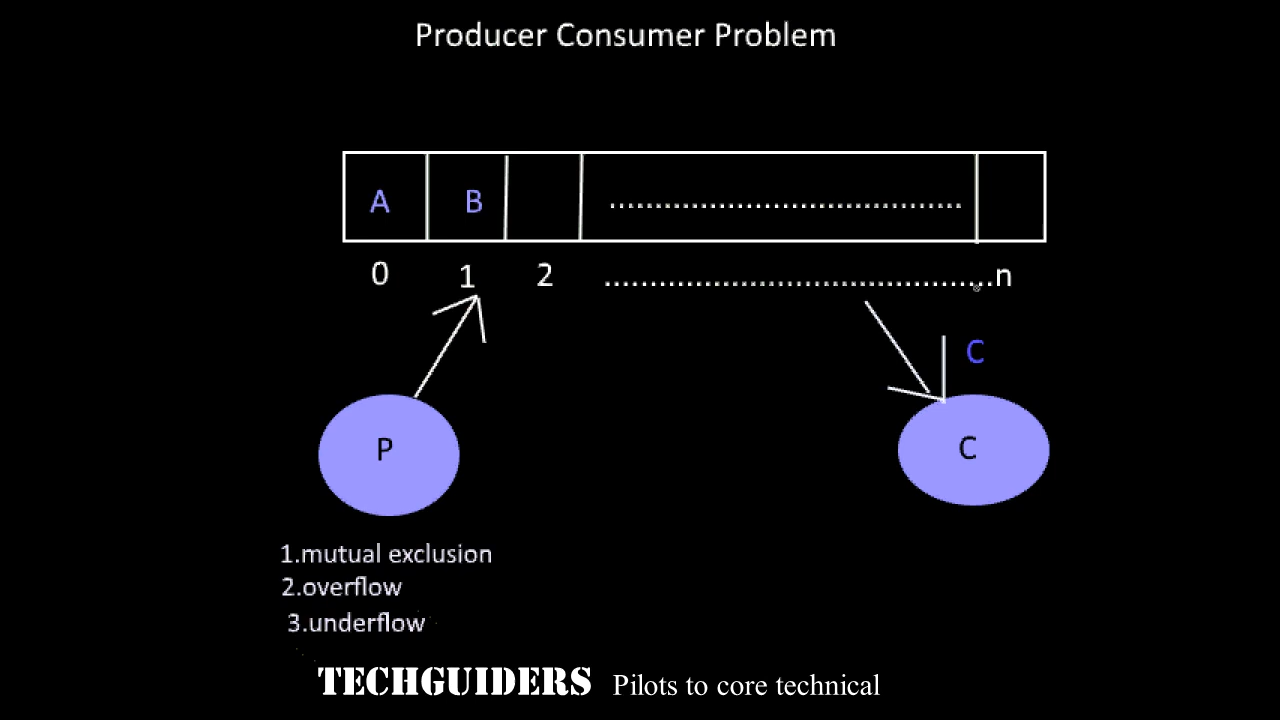 Producer Consumer Problem
A B .......................................
0 1 2 ...........................................n
C
P C
1.mutual exclusion
2.overflow
3.underflow
TECHGUIDERS Pilots to core technical